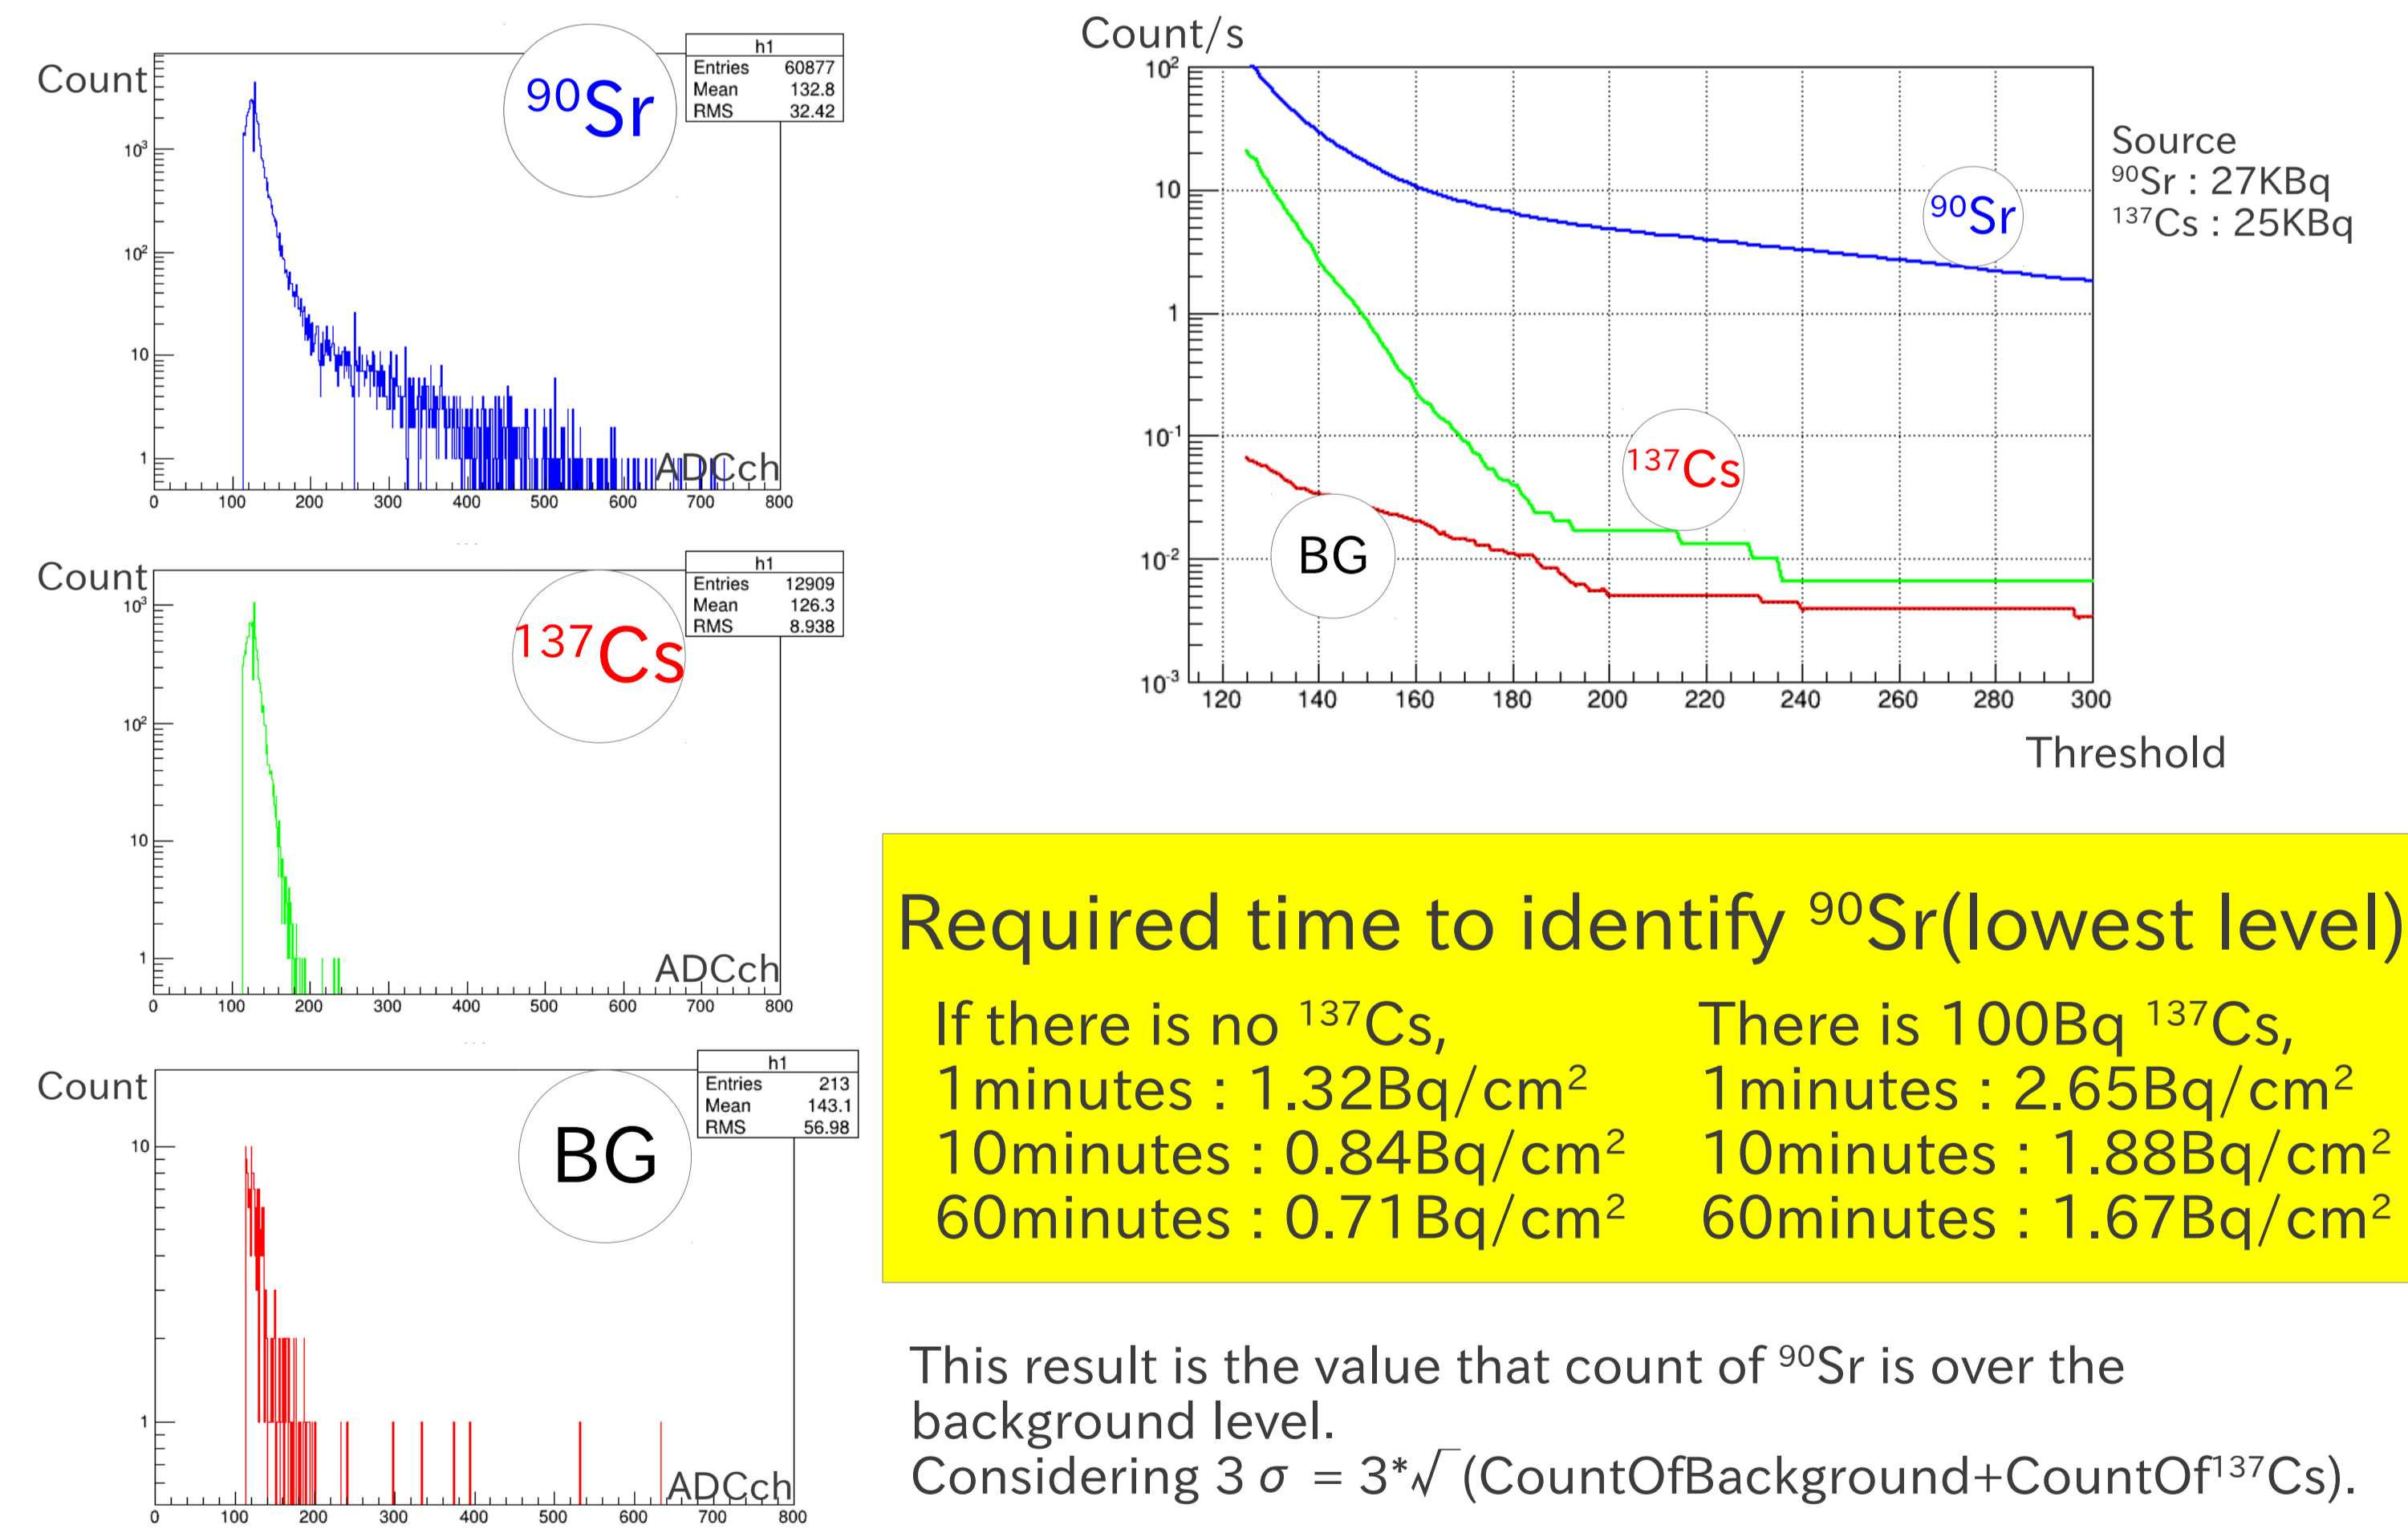 Count
h1
Entries 60877
Mean 132.8
RMS 32.42
⁹⁰Sr
10³
10²
10
1
ADCch
0 100 200 300 400 500 600 700 800
Count
h1
Entries 12909
Mean 126.3
RMS 8.938
¹³⁷Cs
10³
10²
10
1
ADCch
0 100 200 300 400 500 600 700 800
Count
h1
Entries 213
Mean 143.1
RMS 56.98
BG
10
1
ADCch
0 100 200 300 400 500 600 700 800
Count/s
10²
10
1
10⁻¹
10⁻²
10⁻³
⁹⁰Sr
¹³⁷Cs
BG
120 140 160 180 200 220 240 260 280 300
Threshold
Source
⁹⁰Sr : 27KBq
¹³⁷Cs : 25KBq
Required time to identify ⁹⁰Sr(lowest level)
If there is no ¹³⁷Cs,
1minutes : 1.32Bq/cm²
10minutes : 0.84Bq/cm²
60minutes : 0.71Bq/cm²
There is 100Bq ¹³⁷Cs,
1minutes : 2.65Bq/cm²
10minutes : 1.88Bq/cm²
60minutes : 1.67Bq/cm²
This result is the value that count of ⁹⁰Sr is over the
background level.
Considering 3 σ = 3*√ (CountOfBackground+CountOf¹³⁷Cs).